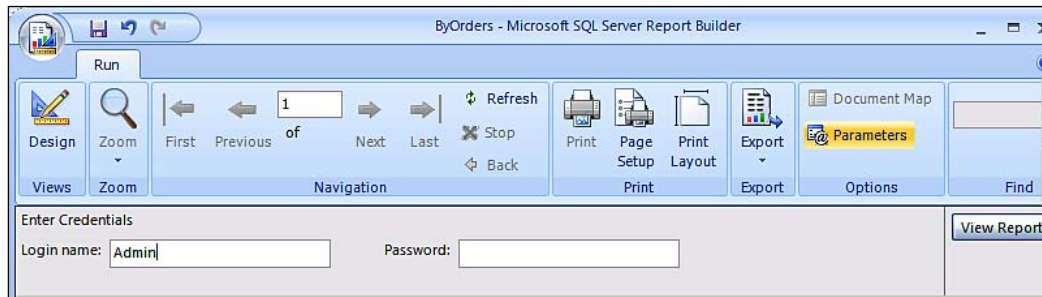 ByOrders - Microsoft SQL Server Report Builder
Run
Design
Zoom
First
Previous
1
of
Next
Last
Refresh
Stop
Back
Print
Page Setup
Print Layout
Export
Document Map
Parameters
Views
Zoom
Navigation
Print
Export
Options
Find
Enter Credentials
Login name: Admin
Password:
View Report